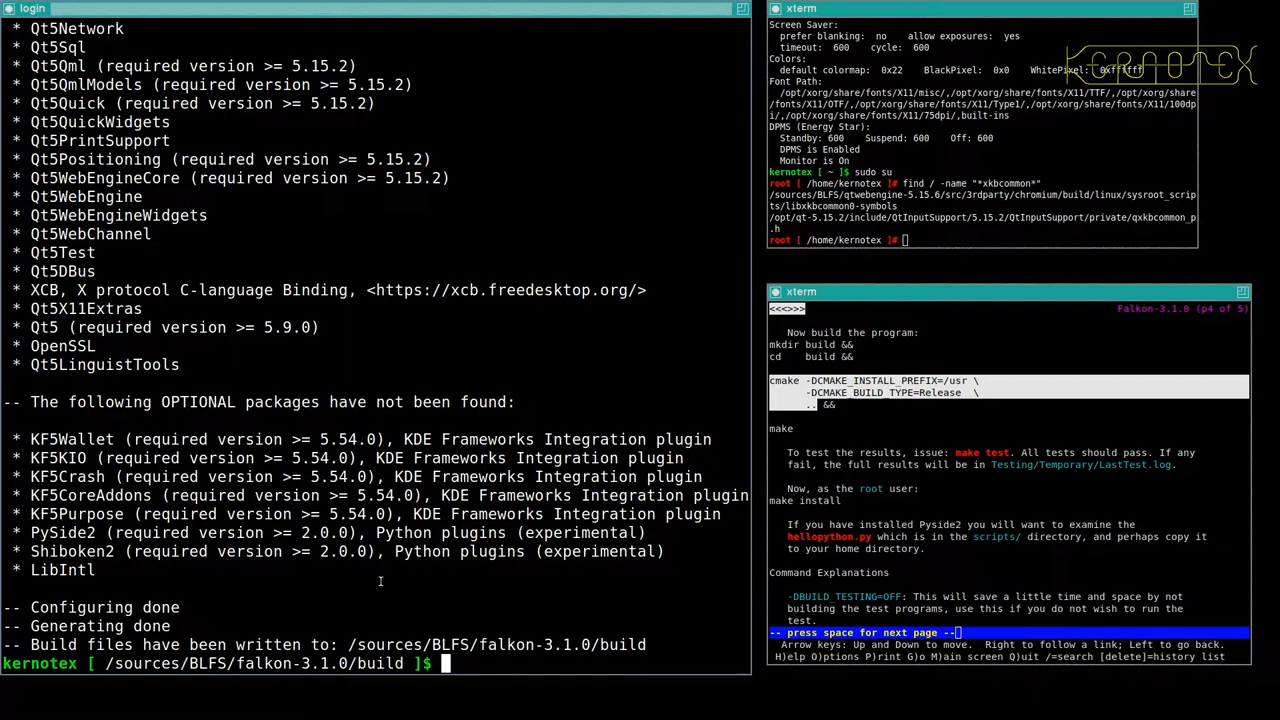 login
* Qt5Network
* Qt5Sql
* Qt5Qml (required version >= 5.15.2)
* Qt5QmlModels (required version >= 5.15.2)
* Qt5Quick (required version >= 5.15.2)
* Qt5QuickWidgets
* Qt5PrintSupport
* Qt5Positioning (required version >= 5.15.2)
* Qt5WebEngineCore (required version >= 5.15.2)
* Qt5WebEngine
* Qt5WebEngineWidgets
* Qt5WebChannel
* Qt5Test
* Qt5DBus
* XCB, X protocol C-language Binding, <https://xcb.freedesktop.org/>
* Qt5X11Extras
* Qt5 (required version >= 5.9.0)
* OpenSSL
* Qt5LinguistTools
-- The following OPTIONAL packages have not been found:
* KF5Wallet (required version >= 5.54.0), KDE Frameworks Integration plugin
* KF5KIO (required version >= 5.54.0), KDE Frameworks Integration plugin
* KF5Crash (required version >= 5.54.0), KDE Frameworks Integration plugin
* KF5CoreAddons (required version >= 5.54.0), KDE Frameworks Integration plugin
* KF5Purpose (required version >= 5.54.0), KDE Frameworks Integration plugin
* PySide2 (required version >= 2.0.0), Python plugins (experimental)
* Shiboken2 (required version >= 2.0.0), Python plugins (experimental)
* LibIntl
-- Configuring done
-- Generating done
-- Build files have been written to: /sources/BLFS/falkon-3.1.0/build
kernotex [ /sources/BLFS/falkon-3.1.0/build ]$
xterm
Screen Saver:
prefer blanking:  no    allow exposures:  yes
timeout:  600    cycle:  600
Colors:
default colormap:  0x22    BlackPixel:  0x0    WhitePixel:  0xffffff
KERNOTEX
Font Path:
/opt/xorg/share/fonts/X11/misc/,/opt/xorg/share/fonts/X11/TTF/,/opt/xorg/share/
fonts/X11/OTF/,/opt/xorg/share/fonts/X11/Type1/,/opt/xorg/share/fonts/X11/100dp
i/,/opt/xorg/share/fonts/X11/75dpi/,built-ins
DPMS (Energy Star):
Standby: 600    Suspend: 600    Off: 600
DPMS is Enabled
Monitor is On
kernotex [ ~ ]$ sudo su
root [ /home/kernotex ]# find / -name "*xkbcommon*"
/sources/BLFS/qtwebengine-5.15.6/src/3rdparty/chromium/build/linux/sysroot_scrip
ts/libxkbcommon0-symbols
/opt/qt-5.15.2/include/QtInputSupport/5.15.2/QtInputSupport/private/qxkbcommon_p
.h
root [ /home/kernotex ]#
xterm
<<<>>> Falkon-3.1.0 (p4 of 5)
Now build the program:
mkdir build &&
cd    build &&
cmake -DCMAKE_INSTALL_PREFIX=/usr \
-DCMAKE_BUILD_TYPE=Release  \
.. &&
make
To test the results, issue: make test. All tests should pass. If any
fail, the full results will be in Testing/Temporary/LastTest.log.
Now, as the root user:
make install
If you have installed Pyside2 you will want to examine the
hellopython.py which is in the scripts/ directory, and perhaps copy it
to your home directory.
Command Explanations
-DBUILD_TESTING=OFF: This will save a little time and space by not
building the test programs, use this if you do not wish to run the
test.
-- press space for next page --
Arrow keys: Up and Down to move.  Right to follow a link; Left to go back.
H)elp O)ptions P)rint G)o M)ain screen Q)uit /=search [delete]=history list